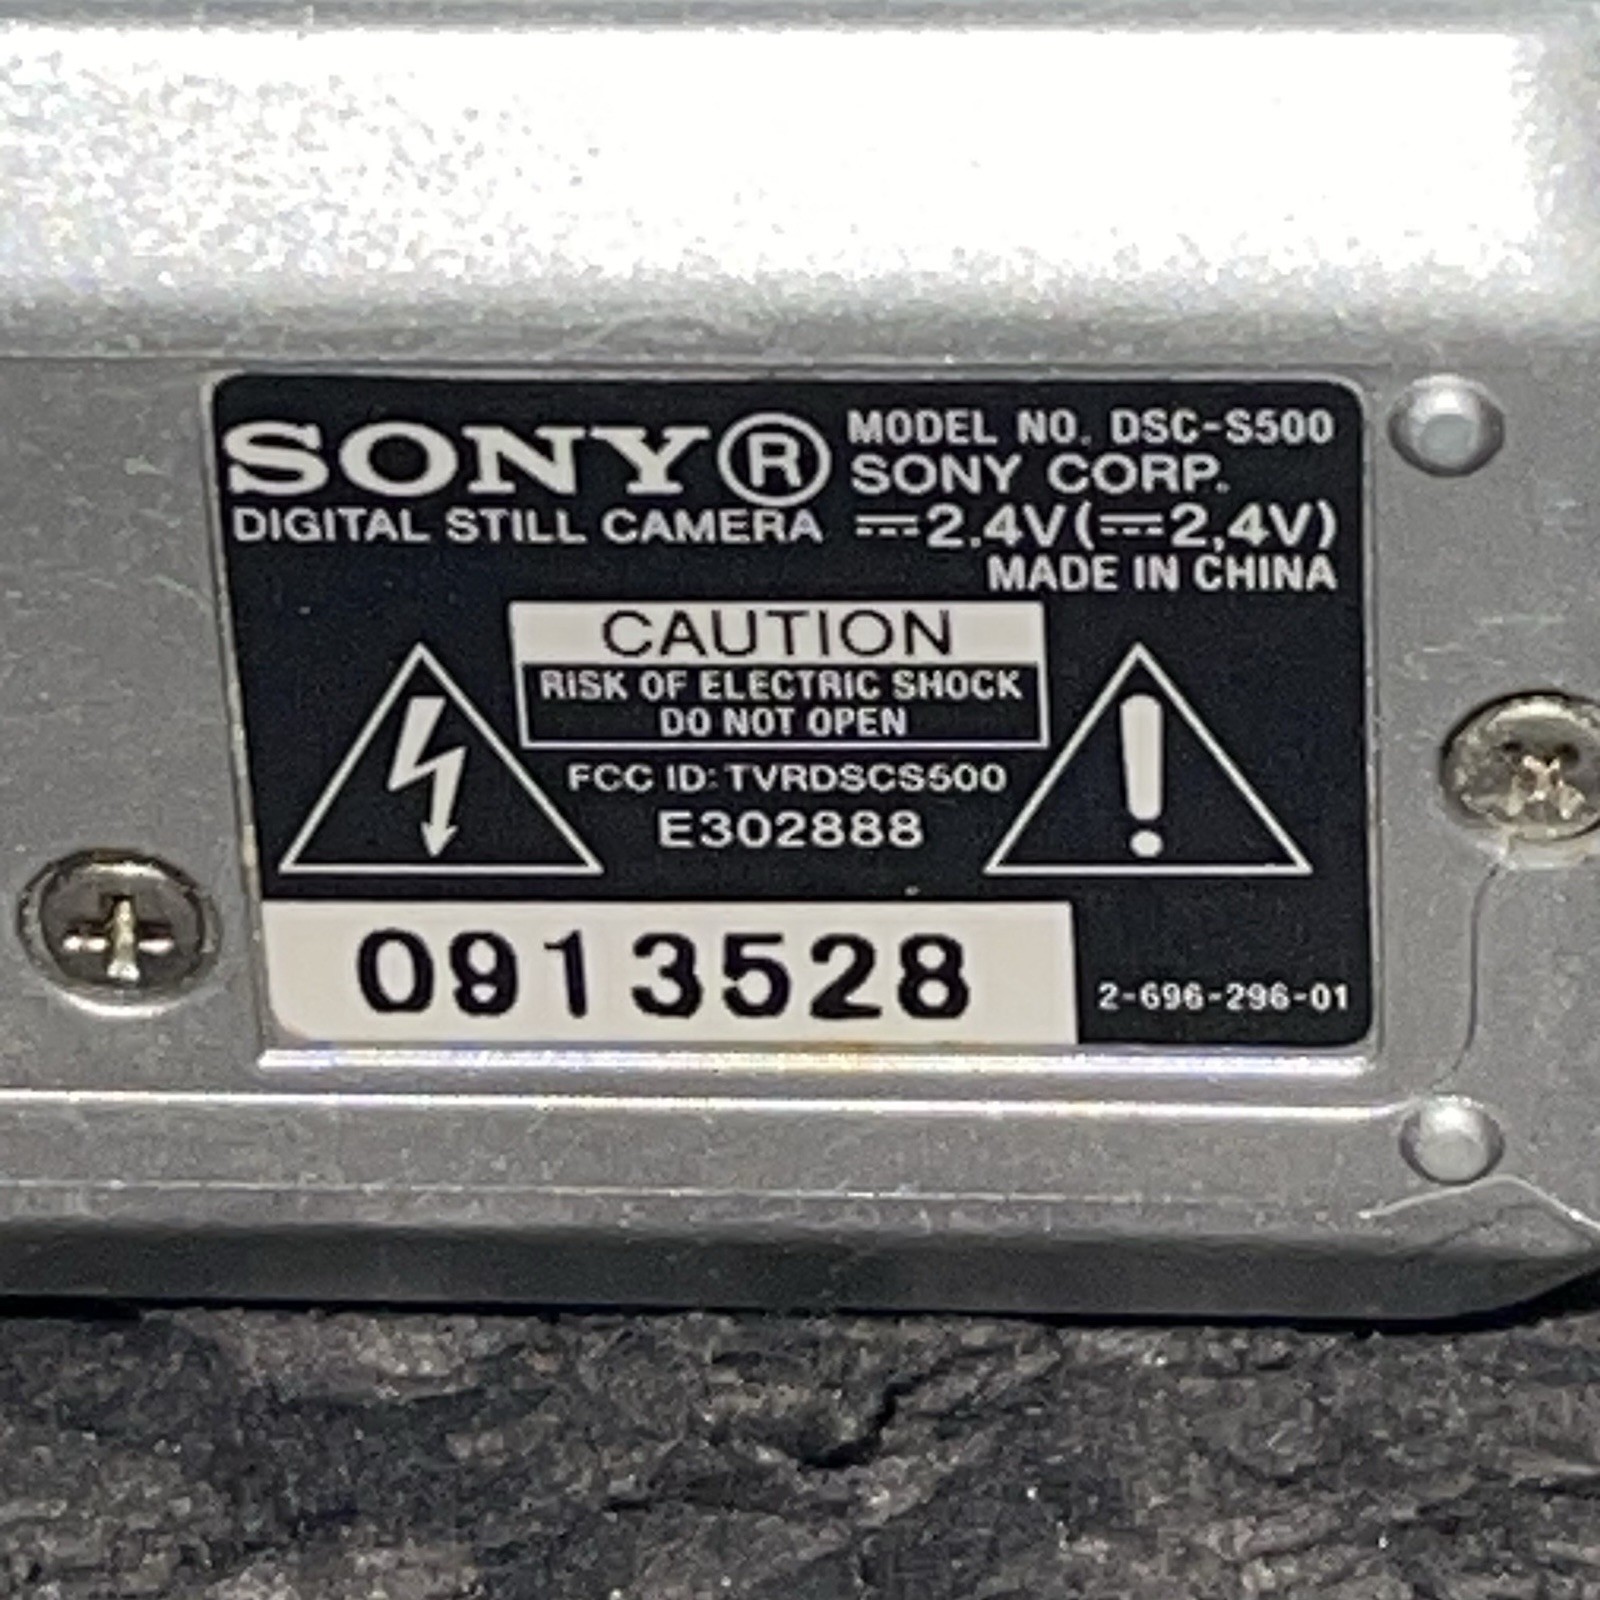 SONY® MODEL NO. DSC-S500
SONY CORP.
DIGITAL STILL CAMERA ⎓2.4V(⎓2,4V)
MADE IN CHINA
CAUTION
RISK OF ELECTRIC SHOCK
DO NOT OPEN
FCC ID: TVRDSCS500
E302888
0913528
2-696-296-01